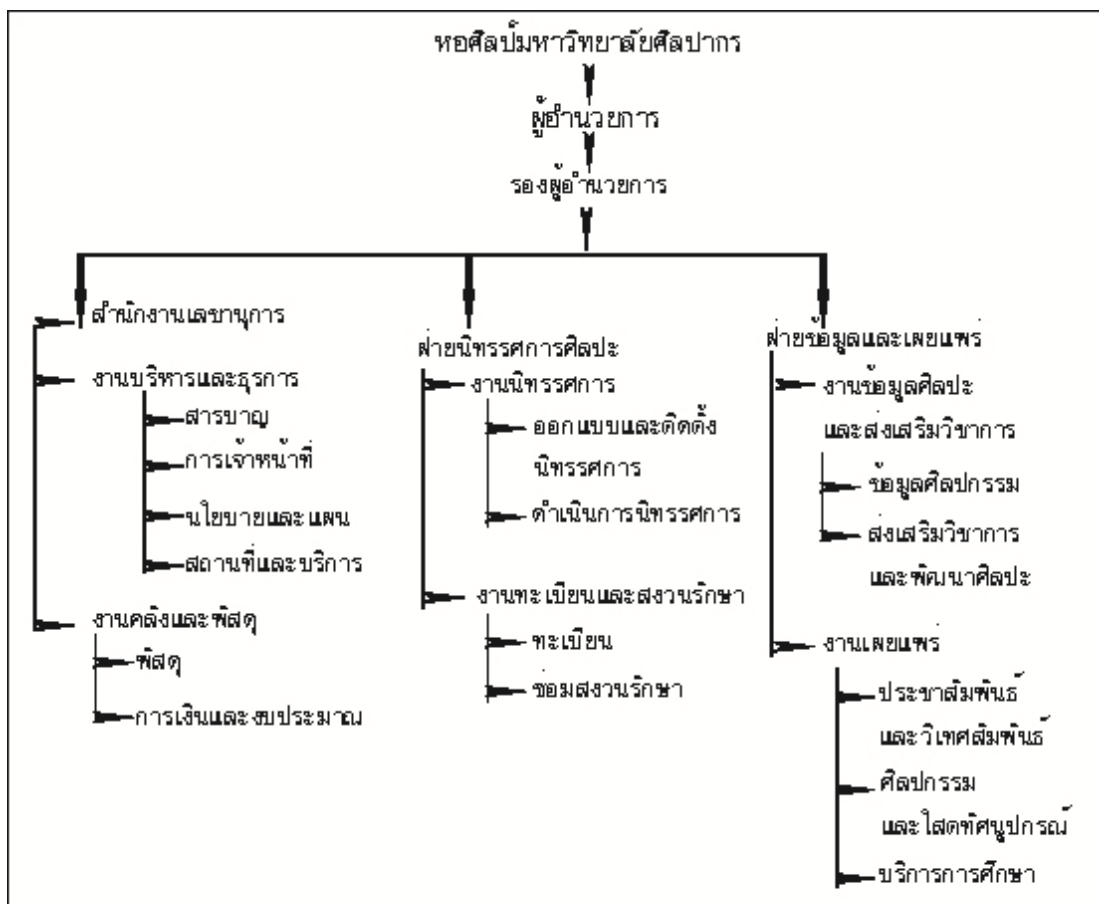 หอศิลป์มหาวิทยาลัยศิลปากร
ผู้อำนวยการ
รองผู้อำนวยการ
สำนักงานเลขานุการ
งานบริหารและธุรการ
สารบาญ
การเจ้าหน้าที่
นโยบายและแผน
สถานที่และบริการ
งานคลังและพัสดุ
พัสดุ
การเงินและงบประมาณ
ฝ่ายนิทรรศการศิลปะ
งานนิทรรศการ
ออกแบบและติดตั้ง
นิทรรศการ
ดำเนินการนิทรรศการ
งานทะเบียนและสงวนรักษา
ทะเบียน
ซ่อมสงวนรักษา
ฝ่ายข้อมูลและเผยแพร่
งานข้อมูลศิลปะ
และส่งเสริมวิชาการ
ข้อมูลศิลปกรรม
ส่งเสริมวิชาการ
และพัฒนาศิลปะ
งานเผยแพร่
ประชาสัมพันธ์
และวิเทศสัมพันธ์
ศิลปกรรม
และโสตทัศนูปกรณ์
บริการการศึกษา